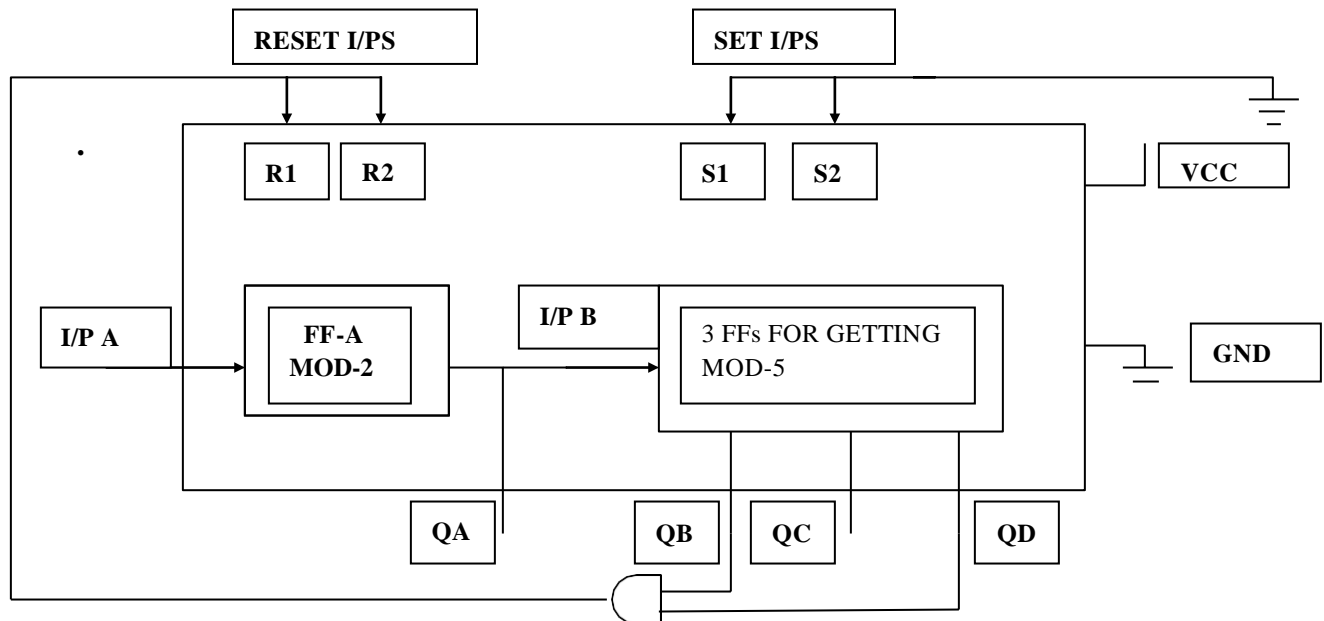 RESET I/PS
SET I/PS
R1
R2
S1
S2
VCC
I/P A
FF-A
MOD-2
I/P B
3 FFs FOR GETTING
MOD-5
GND
QA
QB
QC
QD